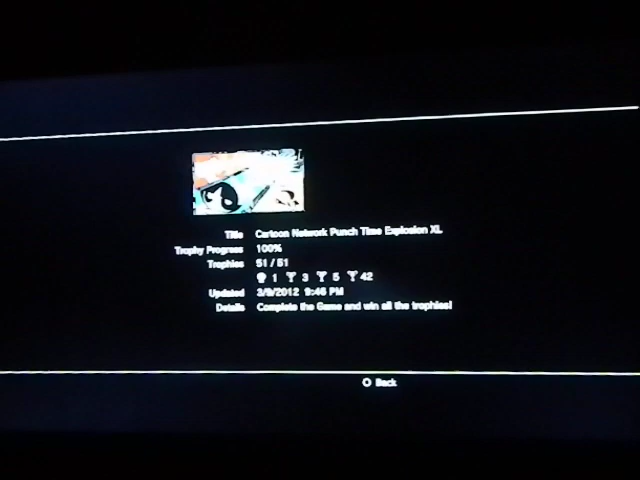 Title Cartoon Network Punch Time Explosion XL
Trophy Progress 100%
Trophies 51 / 51
1 3 5 42
Updated 3/9/2012 9:46 PM
Details Complete the Game and win all the trophies!
Back